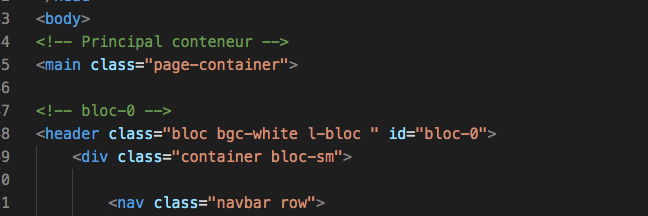 </head
3 <body>
4 <!-- Principal conteneur -->
5 <main class="page-container">
6
7 <!-- bloc-0 -->
8 <header class="bloc bgc-white l-bloc " id="bloc-0">
9 <div class="container bloc-sm">
0
1 <nav class="navbar row">